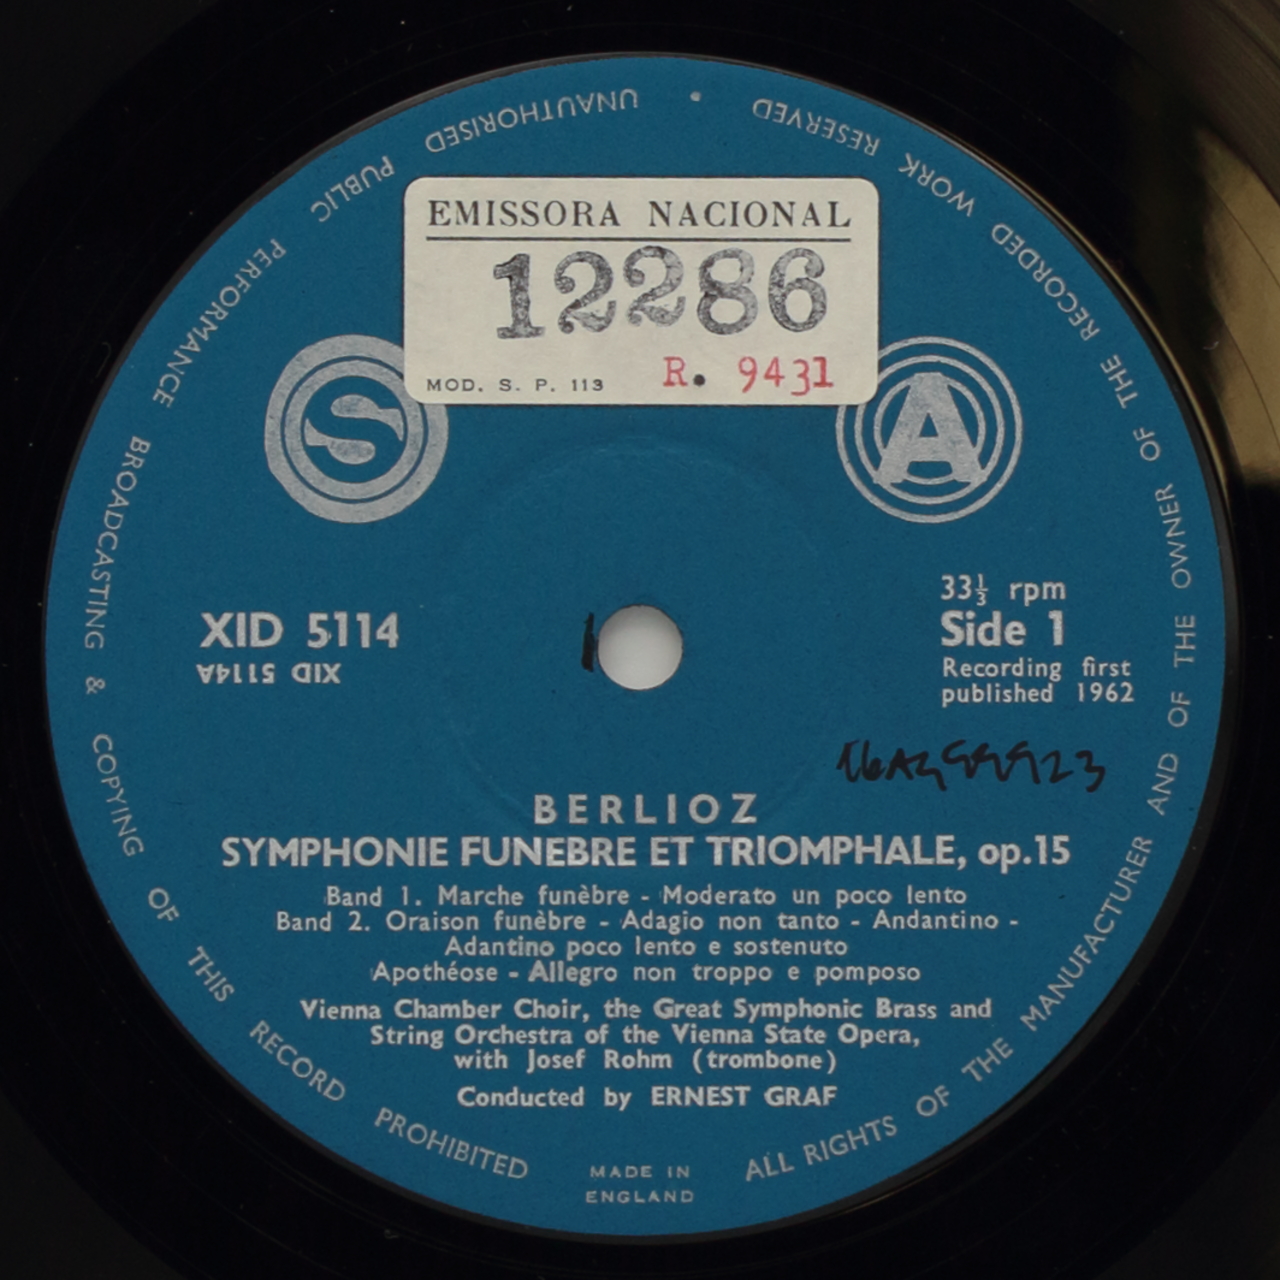 EMISSORA NACIONAL
12286
MOD. S. P. 113 R. 9431
S
A
XID 5114
XID 5114A
33⅓ rpm
Side 1
Recording first
published 1962
BERLIOZ
SYMPHONIE FUNEBRE ET TRIOMPHALE, op.15
Band 1. Marche funèbre - Moderato un poco lento
Band 2. Oraison funèbre - Adagio non tanto - Andantino -
Adantino poco lento e sostenuto
Apothéose - Allegro non troppo e pomposo
Vienna Chamber Choir, the Great Symphonic Brass and
String Orchestra of the Vienna State Opera,
with Josef Rohm (trombone)
Conducted by ERNEST GRAF
MADE IN
ENGLAND
ALL RIGHTS OF THE MANUFACTURER AND OF THE OWNER OF THE RECORDED WORK RESERVED • UNAUTHORISED PUBLIC PERFORMANCE BROADCASTING & COPYING OF THIS RECORD PROHIBITED